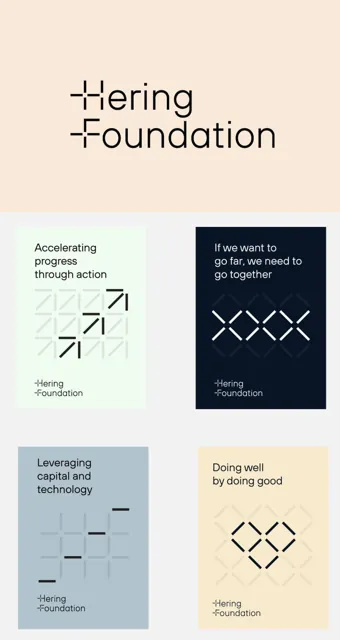 Hering
Foundation
Accelerating
progress
through action
Hering
Foundation
If we want to
go far, we need to
go together
Hering
Foundation
Leveraging
capital and
technology
Hering
Foundation
Doing well
by doing good
Hering
Foundation